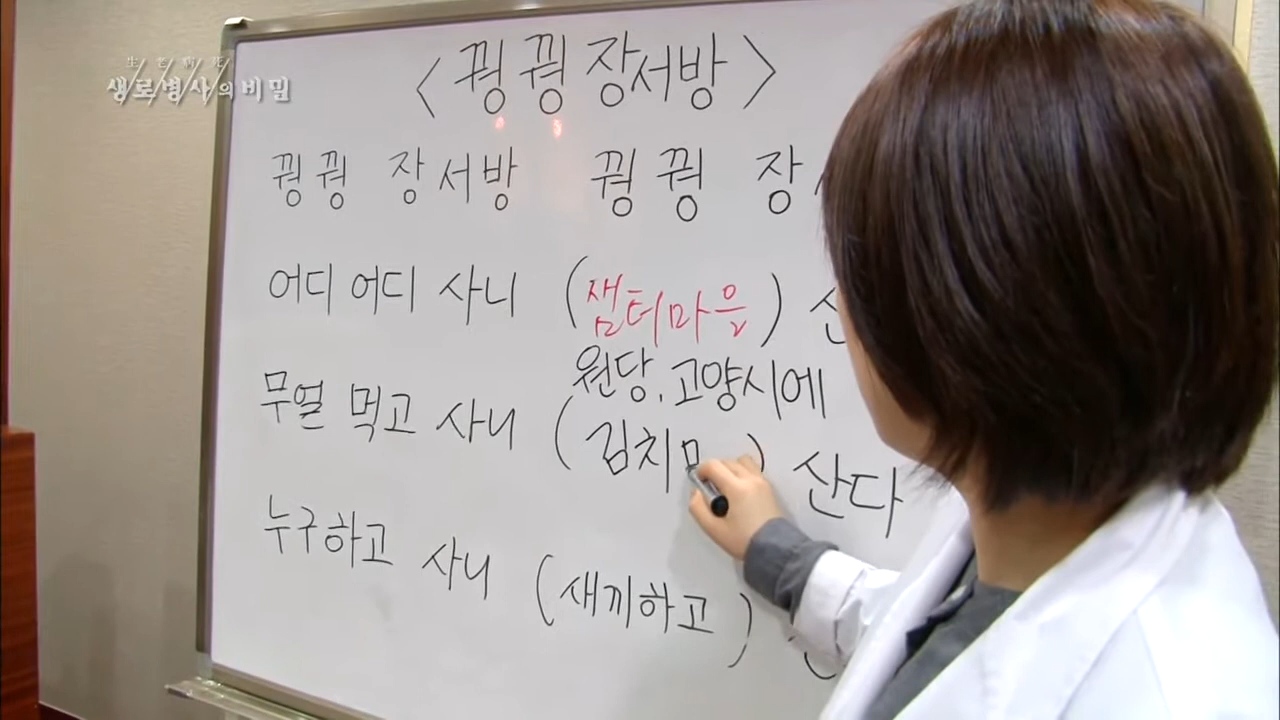 生老病死
생로병사의비밀
<꿩꿩장서방>
꿩꿩 장서방 꿩꿩 장
어디 어디 사니 (샘터마을) 산
원당.고양시에
무얼 먹고 사니 (김치 ) 산다
누구하고 사니 (새끼하고)